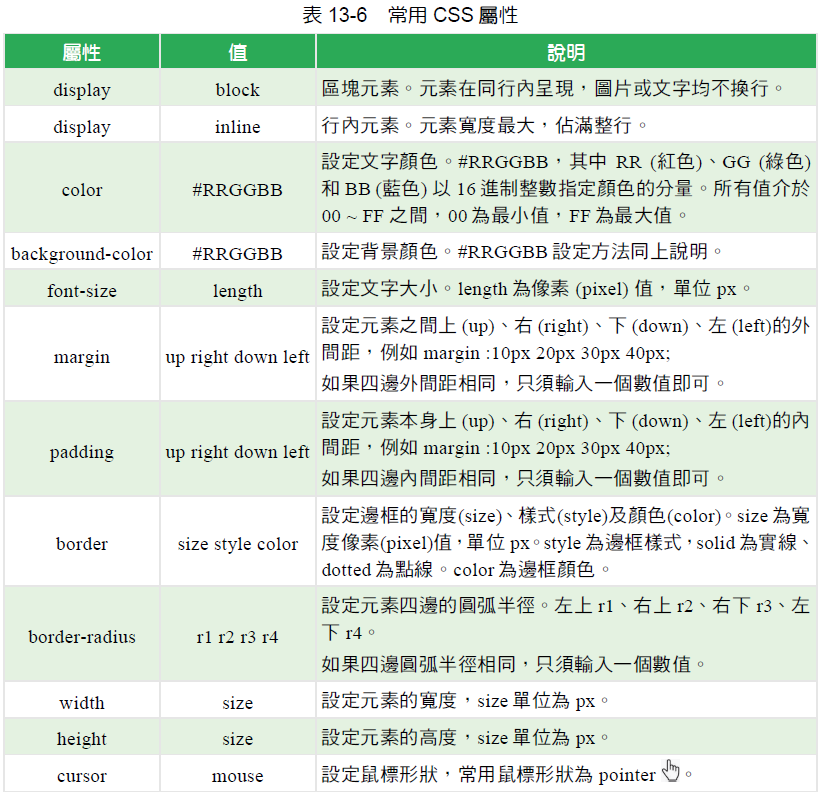 表 13-6 常用 CSS 屬性
屬性 值 說明
display block 區塊元素。元素在同行內呈現，圖片或文字均不換行。
display inline 行內元素。元素寬度最大，佔滿整行。
color #RRGGBB 設定文字顏色。#RRGGBB，其中 RR (紅色)、GG (綠色)
和 BB (藍色) 以 16 進制整數指定顏色的分量。所有值介於
00 ~ FF 之間，00 為最小值，FF 為最大值。
background-color #RRGGBB 設定背景顏色。#RRGGBB 設定方法同上說明。
font-size length 設定文字大小。length 為像素 (pixel) 值，單位 px。
margin up right down left 設定元素之間上 (up)、右 (right)、下 (down)、左 (left)的外
間距，例如 margin :10px 20px 30px 40px;
如果四邊外間距相同，只須輸入一個數值即可。
padding up right down left 設定元素本身上 (up)、右 (right)、下 (down)、左 (left)的內
間距，例如 margin :10px 20px 30px 40px;
如果四邊內間距相同，只須輸入一個數值即可。
border size style color 設定邊框的寬度(size)、樣式(style)及顏色(color)。size 為寬
度像素(pixel)值，單位 px。style 為邊框樣式，solid 為實線、
dotted 為點線。color 為邊框顏色。
border-radius r1 r2 r3 r4 設定元素四邊的圓弧半徑。左上 r1、右上 r2、右下 r3、左
下 r4。
如果四邊圓弧半徑相同，只須輸入一個數值。
width size 設定元素的寬度，size 單位為 px。
height size 設定元素的高度，size 單位為 px。
cursor mouse 設定鼠標形狀，常用鼠標形狀為 pointer 。